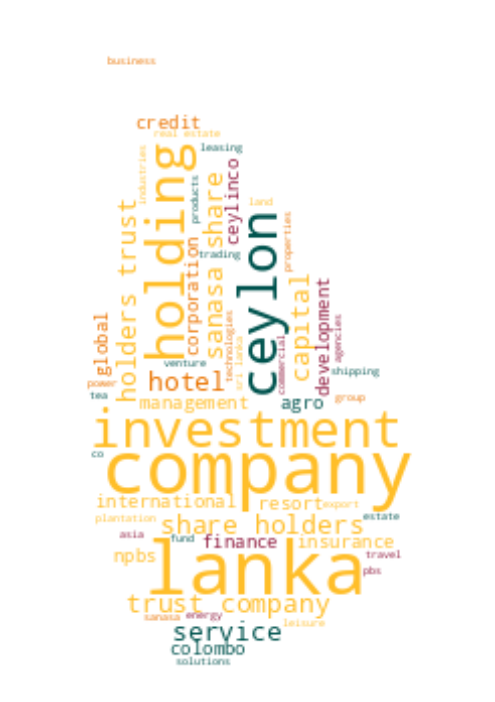 business
credit
real estate
leasing
industries
holding
products
sanasa share
ceylinco
land
holders trust
corporation
trading
ceylon
properties
global
technologies
sri lanka
capital
commercial
development
agencies
venture
shipping
power
hotel
tea
management
agro
group
investment
co
company
international
resort
export
plantation
share holders
estate
asia
fund
finance
insurance
npbs
travel
lanka
pbs
trust company
sanasa
energy
leisure
service
colombo
solutions